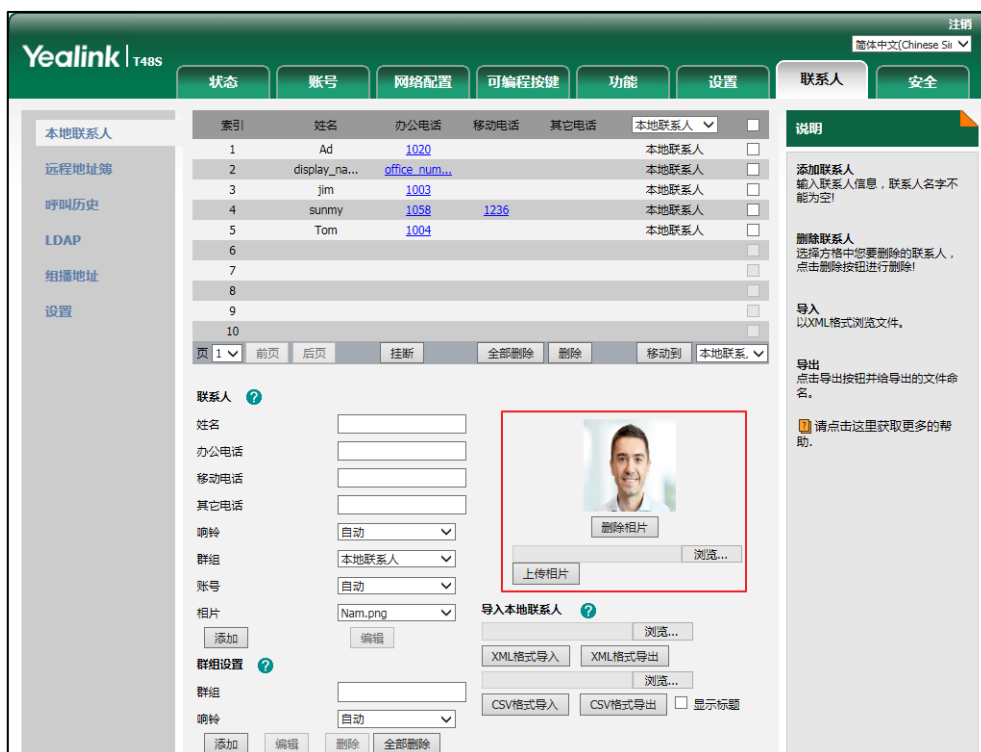 注销
Yealink T48S
简体中文(Chinese Sii
状态 账号 网络配置 可编程按键 功能 设置 联系人 安全
本地联系人
远程地址簿
呼叫历史
LDAP
组播地址
设置
索引 姓名 办公电话 移动电话 其它电话 本地联系人
1 Ad 1020 本地联系人
2 display_na... office_num... 本地联系人
3 jim 1003 本地联系人
4 sunmy 1058 1236 本地联系人
5 Tom 1004 本地联系人
6
7
8
9
10
页 1 前页 后页 挂断 全部删除 删除 移动到 本地联系,
联系人 ?
姓名
办公电话
移动电话
其它电话
响铃 自动
群组 本地联系人
账号 自动
相片 Nam.png
添加 编辑
群组设置 ?
群组
响铃 自动
添加 编辑 删除 全部删除
删除相片
浏览...
上传相片
导入本地联系人 ?
浏览...
XML格式导入 XML格式导出
浏览...
CSV格式导入 CSV格式导出 显示标题
说明
添加联系人
输入联系人信息，联系人名字不
能为空!
删除联系人
选择方格中您要删除的联系人，
点击删除按钮进行删除!
导入
以XML格式浏览文件。
导出
点击导出按钮并给导出的文件命
名。
? 请点击这里获取更多的帮
助.